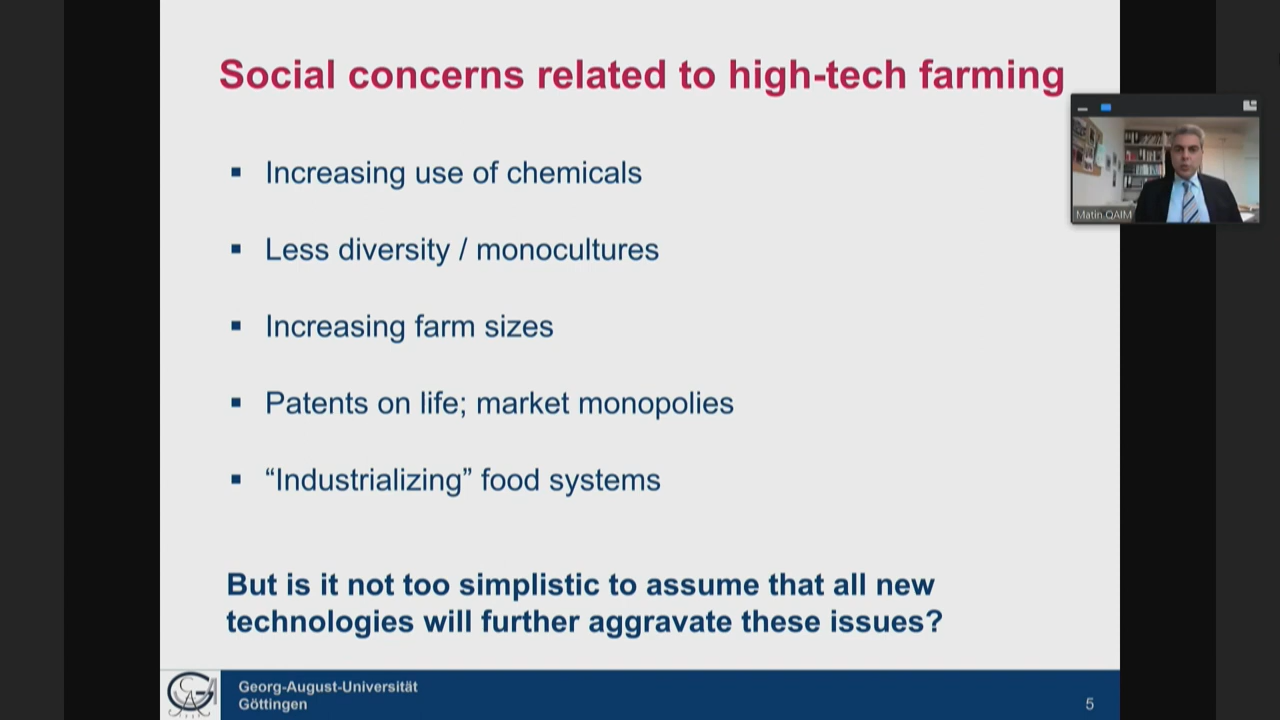 Social concerns related to high-tech farming
▪ Increasing use of chemicals
▪ Less diversity / monocultures
▪ Increasing farm sizes
▪ Patents on life; market monopolies
▪ “Industrializing” food systems
But is it not too simplistic to assume that all new
technologies will further aggravate these issues?
Matin QAIM
Georg-August-Universität
Göttingen
5